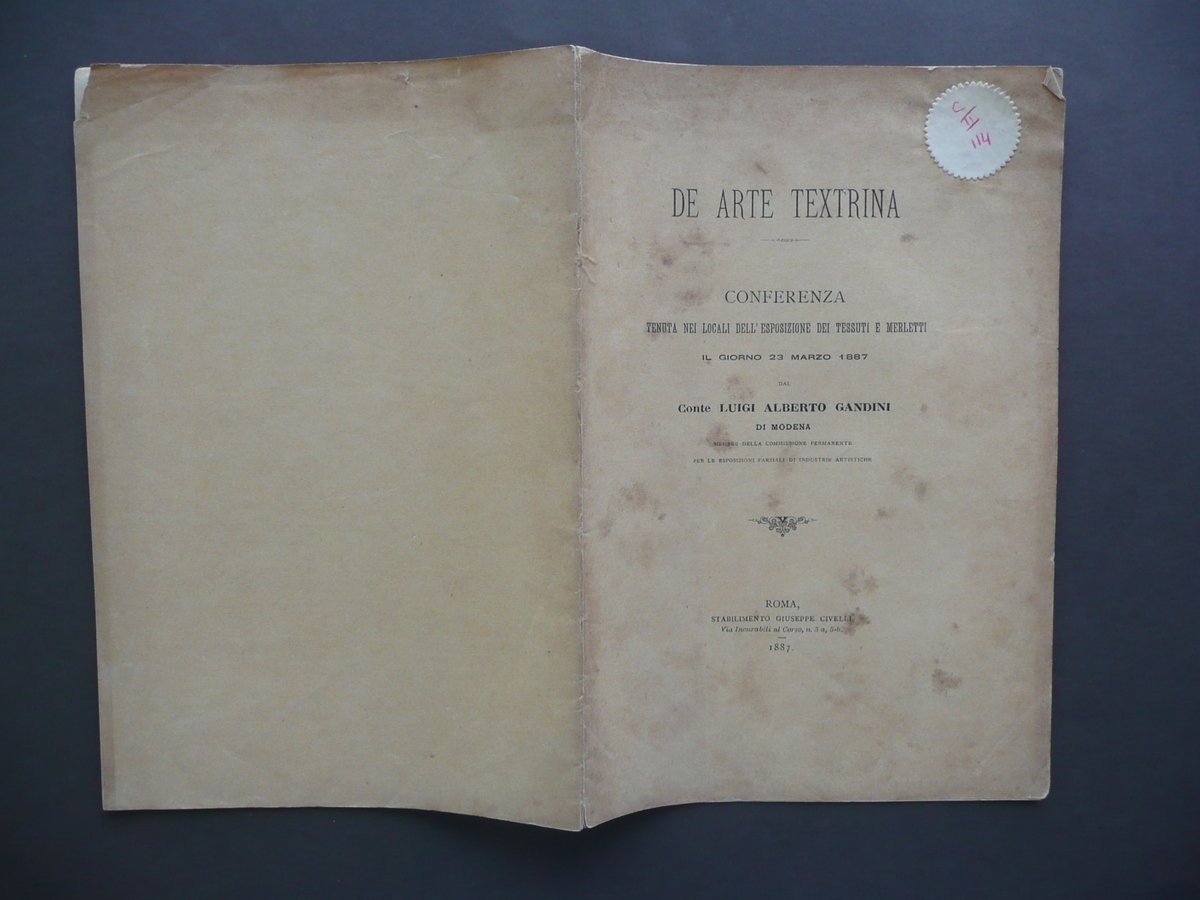 C/
II
114
DE ARTE TEXTRINA
CONFERENZA
TENUTA NEI LOCALI DELL'ESPOSIZIONE DEI TESSUTI E MERLETTI
IL GIORNO 23 MARZO 1887
DAL
Conte LUIGI ALBERTO GANDINI
DI MODENA
MEMBRO DELLA COMMISSIONE PERMANENTE
PER LE ESPOSIZIONI PARZIALI DI INDUSTRIE ARTISTICHE
ROMA,
STABILIMENTO GIUSEPPE CIVELLI
Via Incurabili al Corso, n. 5 a, 5-b
1887.